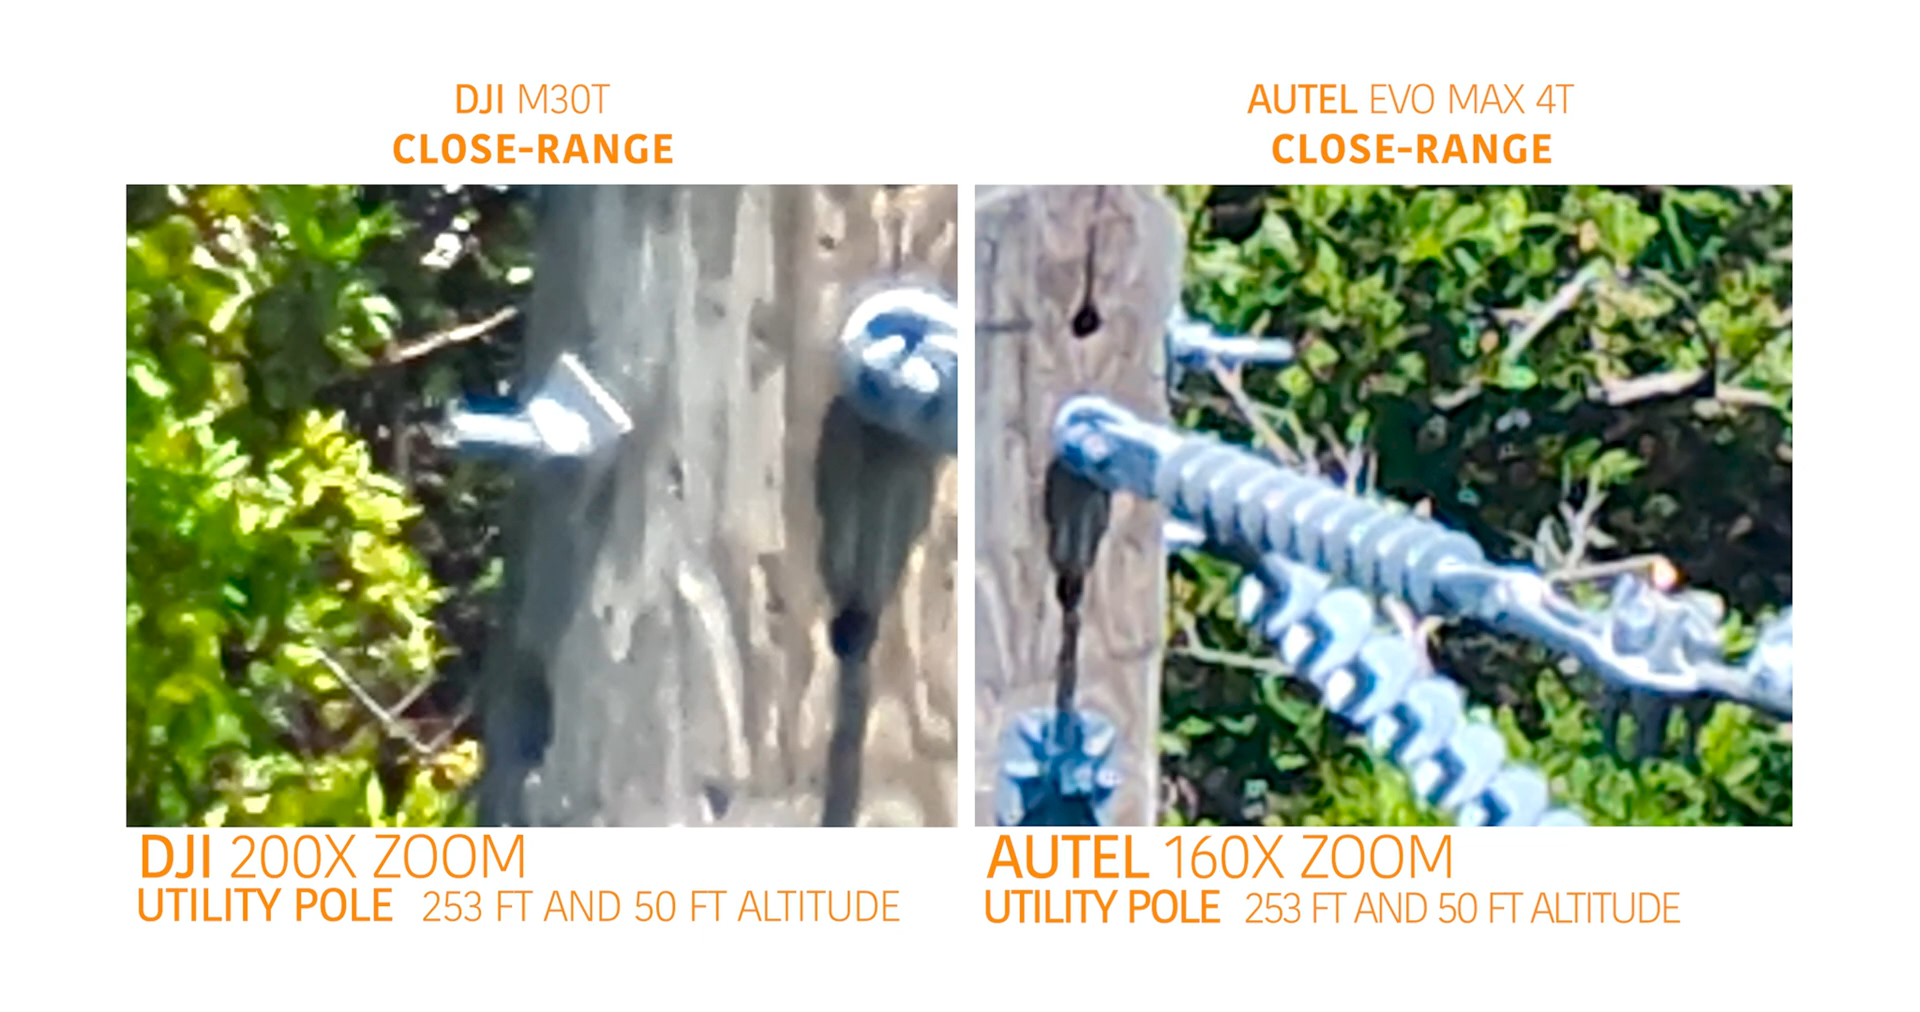 DJI M30T
CLOSE-RANGE
AUTEL EVO MAX 4T
CLOSE-RANGE
DJI 200X ZOOM
UTILITY POLE 253 FT AND 50 FT ALTITUDE
AUTEL 160X ZOOM
UTILITY POLE 253 FT AND 50 FT ALTITUDE